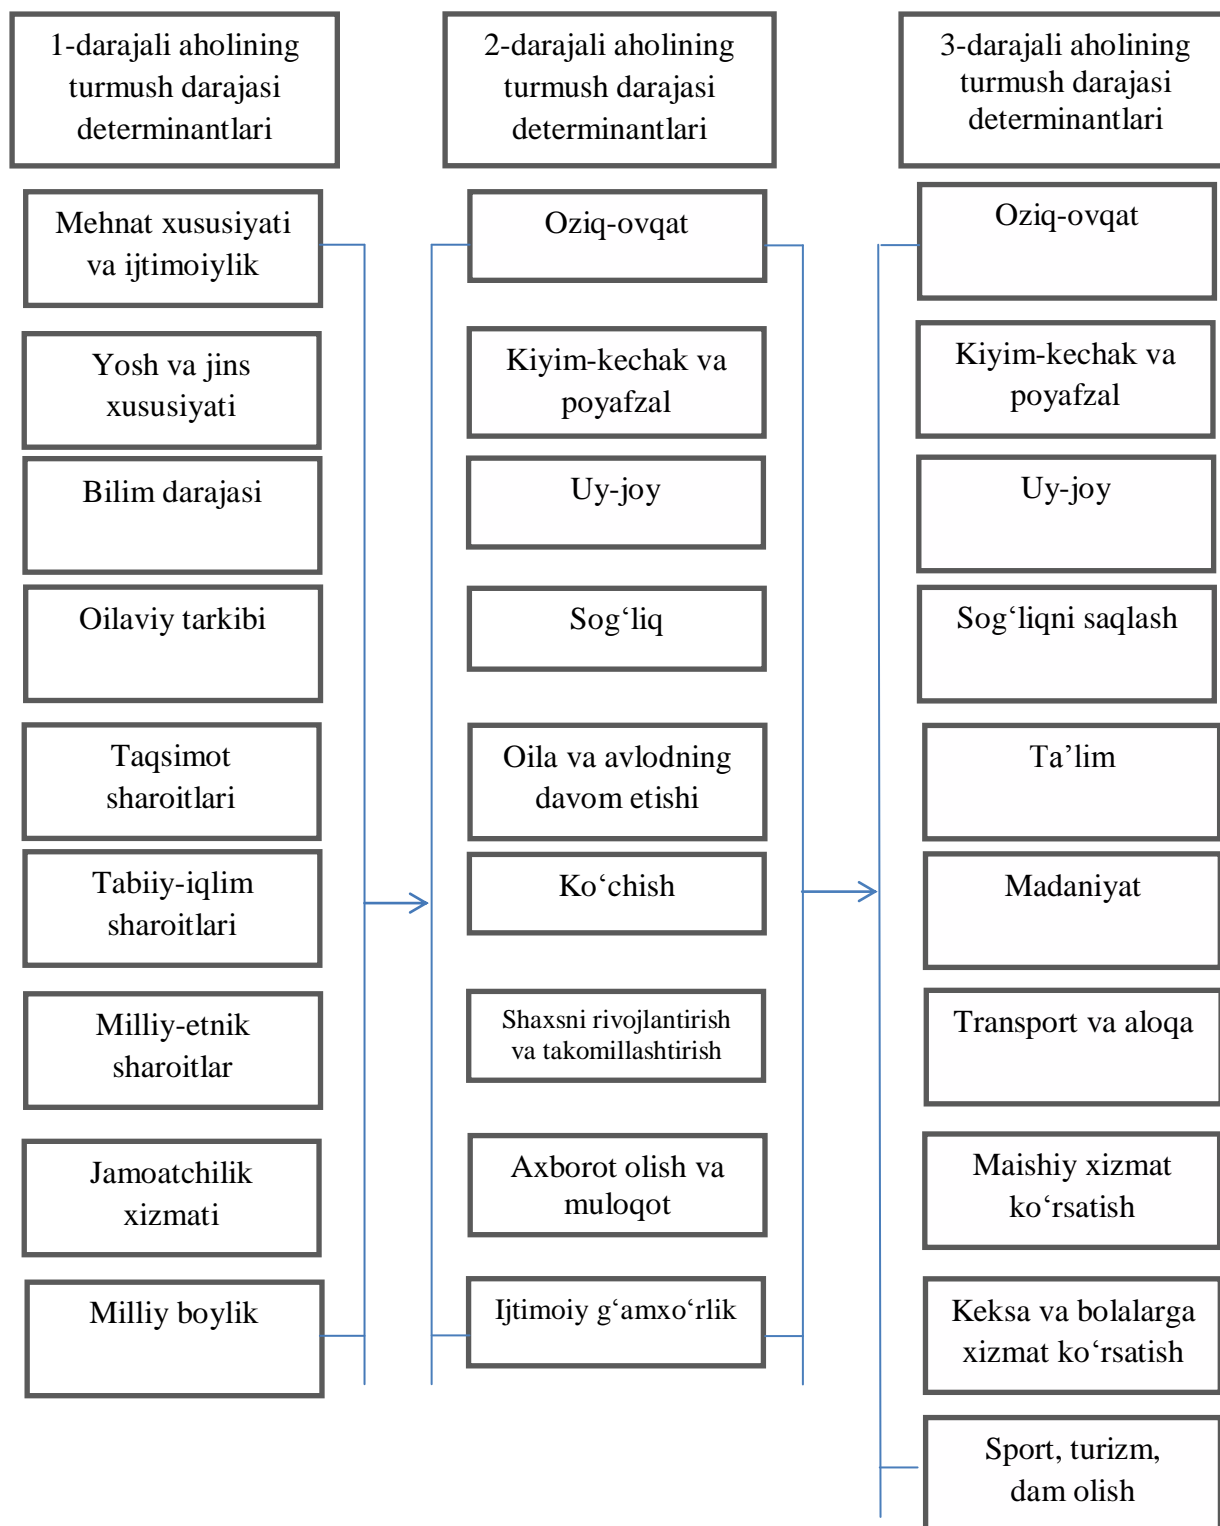 1-darajali aholining
turmush darajasi
determinantlari
Mehnat xususiyati
va ijtimoiylik
Yosh va jins
xususiyati
Bilim darajasi
Oilaviy tarkibi
Taqsimot
sharoitlari
Tabiiy-iqlim
sharoitlari
Milliy-etnik
sharoitlar
Jamoatchilik
xizmati
Milliy boylik
2-darajali aholining
turmush darajasi
determinantlari
Oziq-ovqat
Kiyim-kechak va
poyafzal
Uy-joy
Sog‘liq
Oila va avlodning
davom etishi
Ko‘chish
Shaxsni rivojlantirish
va takomillashtirish
Axborot olish va
muloqot
Ijtimoiy g‘amxo‘rlik
3-darajali aholining
turmush darajasi
determinantlari
Oziq-ovqat
Kiyim-kechak va
poyafzal
Uy-joy
Sog‘liqni saqlash
Ta’lim
Madaniyat
Transport va aloqa
Maishiy xizmat
ko‘rsatish
Keksa va bolalarga
xizmat ko‘rsatish
Sport, turizm,
dam olish